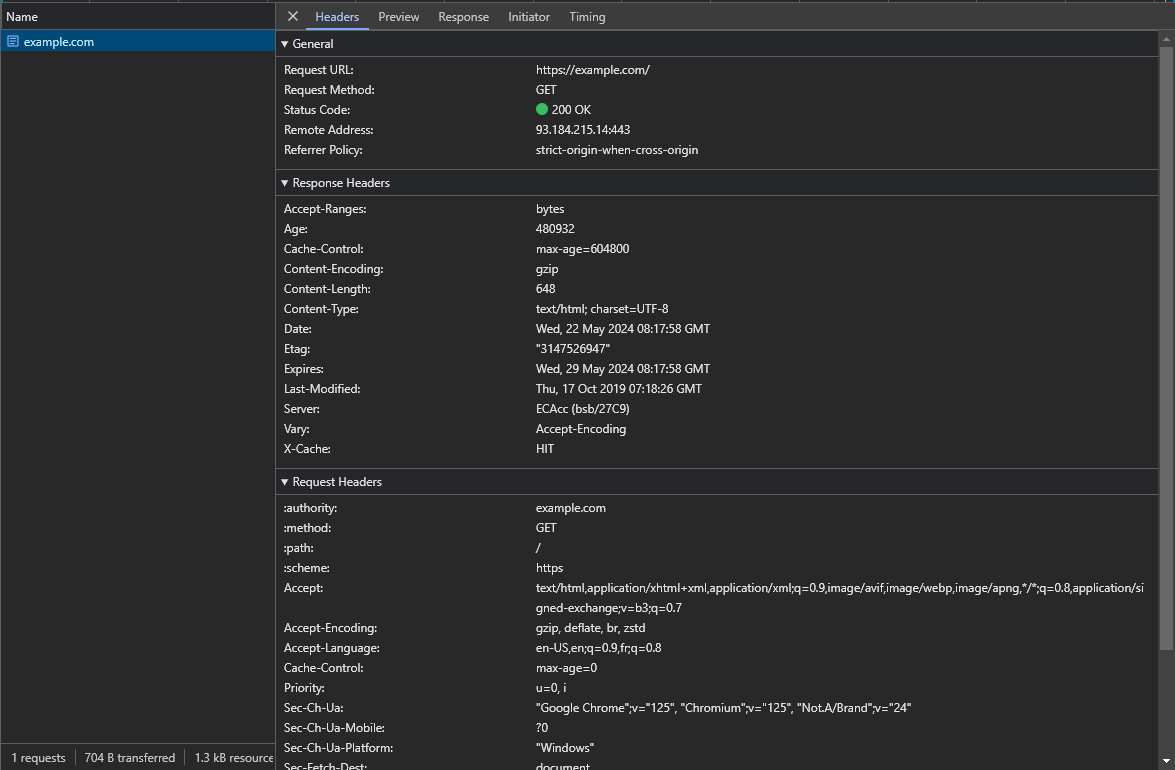 Name
Headers Preview Response Initiator Timing
example.com
General
Request URL: https://example.com/
Request Method: GET
Status Code: 200 OK
Remote Address: 93.184.215.14:443
Referrer Policy: strict-origin-when-cross-origin
Response Headers
Accept-Ranges: bytes
Age: 480932
Cache-Control: max-age=604800
Content-Encoding: gzip
Content-Length: 648
Content-Type: text/html; charset=UTF-8
Date: Wed, 22 May 2024 08:17:58 GMT
Etag: "3147526947"
Expires: Wed, 29 May 2024 08:17:58 GMT
Last-Modified: Thu, 17 Oct 2019 07:18:26 GMT
Server: ECAcc (bsb/27C9)
Vary: Accept-Encoding
X-Cache: HIT
Request Headers
:authority: example.com
:method: GET
:path: /
:scheme: https
Accept: text/html,application/xhtml+xml,application/xml;q=0.9,image/avif,image/webp,image/apng,*/*;q=0.8,application/si
gned-exchange;v=b3;q=0.7
Accept-Encoding: gzip, deflate, br, zstd
Accept-Language: en-US,en;q=0.9,fr;q=0.8
Cache-Control: max-age=0
Priority: u=0, i
Sec-Ch-Ua: "Google Chrome";v="125", "Chromium";v="125", "Not.A/Brand";v="24"
Sec-Ch-Ua-Mobile: ?0
Sec-Ch-Ua-Platform: "Windows"
Sec-Fetch-Dest: document
1 requests 704 B transferred 1.3 kB resource